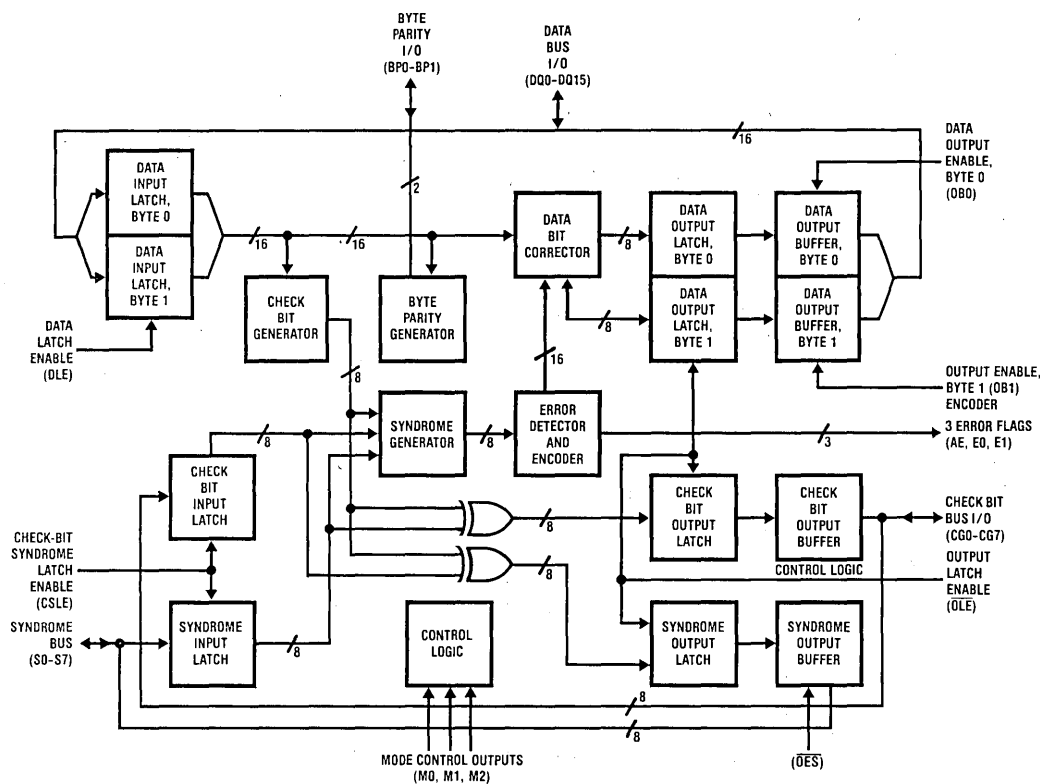 BYTE
PARITY
I/O
(BP0-BP1)
DATA
BUS
I/O
(DQ0-DQ15)
16
DATA
OUTPUT
ENABLE,
BYTE 0
(OB0)
DATA
INPUT
LATCH,
BYTE 0
DATA
INPUT
LATCH,
BYTE 1
2
16
16
DATA
BIT
CORRECTOR
8
DATA
OUTPUT
LATCH,
BYTE 0
DATA
OUTPUT
BUFFER,
BYTE 0
CHECK
BIT
GENERATOR
BYTE
PARITY
GENERATOR
8
DATA
OUTPUT
LATCH,
BYTE 1
DATA
OUTPUT
BUFFER,
BYTE 1
DATA
LATCH
ENABLE
(DLE)
8
16
OUTPUT ENABLE,
BYTE 1 (OB1)
ENCODER
8
SYNDROME
GENERATOR
8
ERROR
DETECTOR
AND
ENCODER
3
3 ERROR FLAGS
(AE, E0, E1)
CHECK
BIT
INPUT
LATCH
8
CHECK
BIT
OUTPUT
LATCH
CHECK
BIT
OUTPUT
BUFFER
CHECK BIT
BUS I/O
(CG0-CG7)
CONTROL LOGIC
CHECK-BIT
SYNDROME
LATCH
ENABLE
(CSLE)
8
OUTPUT
LATCH
ENABLE
(OLE)
SYNDROME
BUS
(S0-S7)
SYNDROME
INPUT
LATCH
8
CONTROL
LOGIC
SYNDROME
OUTPUT
LATCH
SYNDROME
OUTPUT
BUFFER
8
8
MODE CONTROL OUTPUTS
(M0, M1, M2)
(OES)